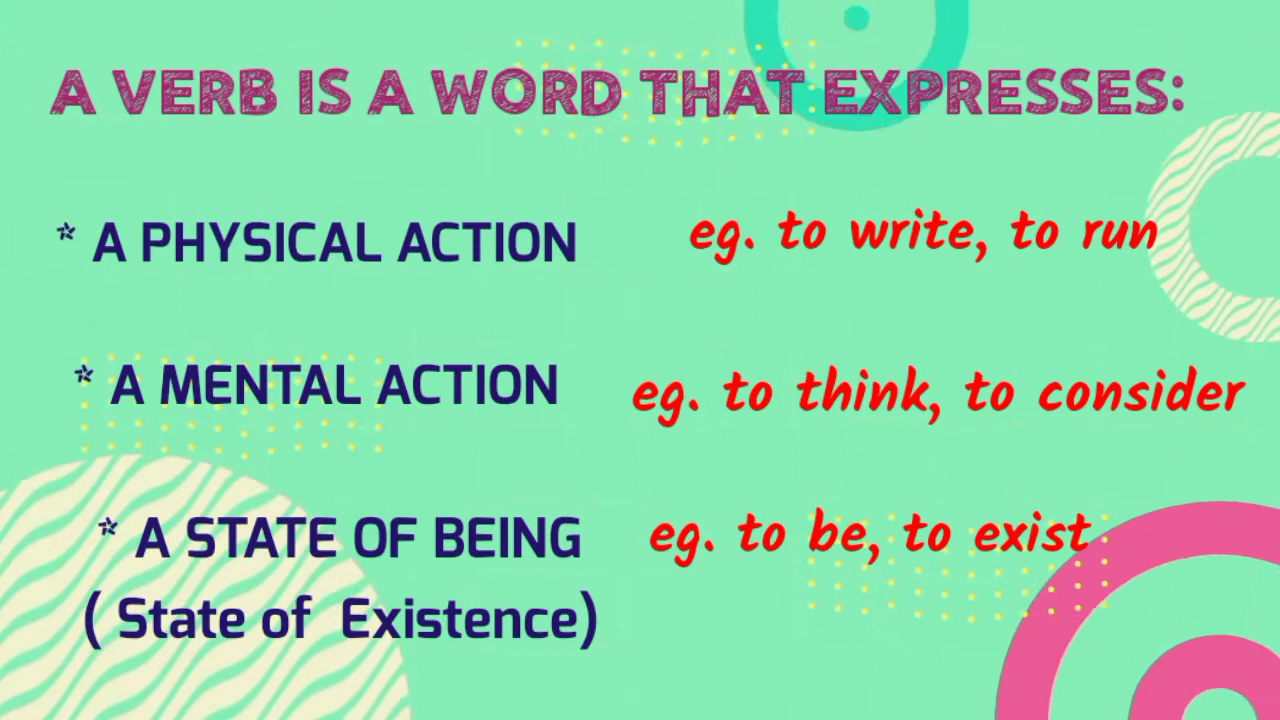 A VERB IS A WORD THAT EXPRESSES:
* A PHYSICAL ACTION eg. to write, to run
* A MENTAL ACTION eg. to think, to consider
* A STATE OF BEING eg. to be, to exist
( State of Existence)